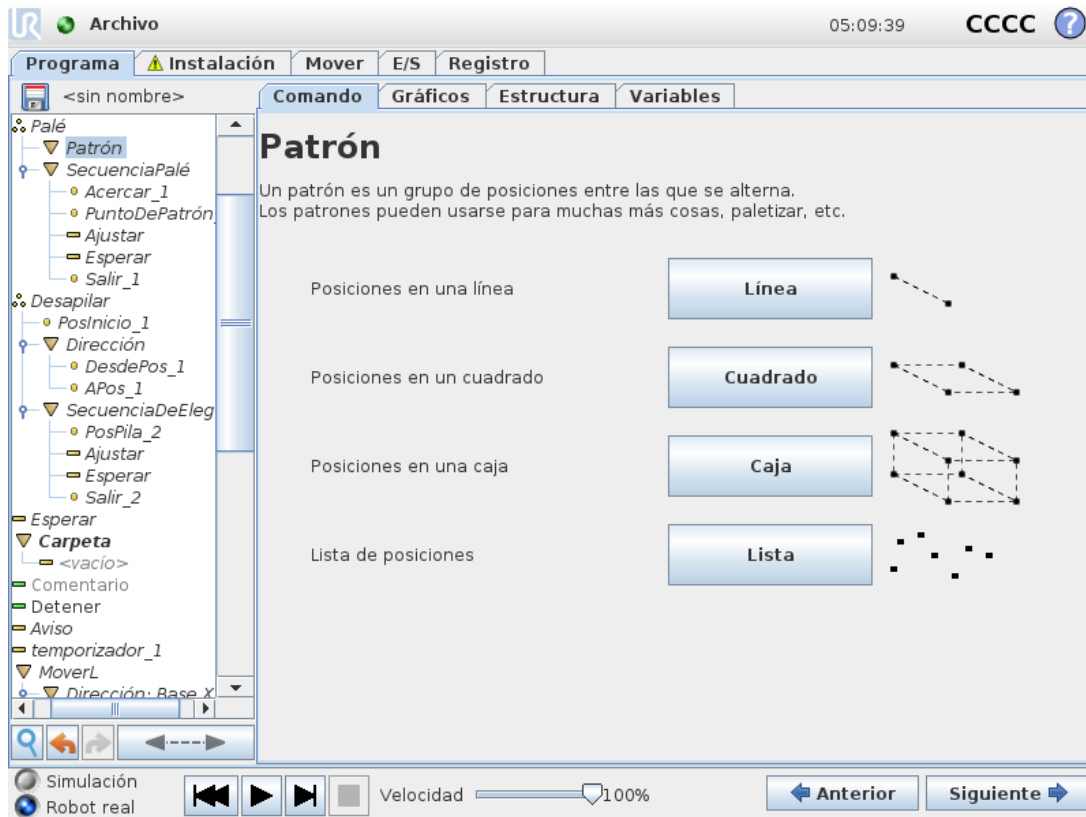 Archivo
05:09:39
CCCC
?
Programa
Instalación
Mover
E/S
Registro
<sin nombre>
Comando
Gráficos
Estructura
Variables
Palé
Patrón
SecuenciaPalé
Acercar_1
PuntoDePatrón_
Ajustar
Esperar
Salir_1
Desapilar
PosInicio_1
Dirección
DesdePos_1
APos_1
SecuenciaDeEleg
PosPila_2
Ajustar
Esperar
Salir_2
Esperar
Carpeta
<vacío>
Comentario
Detener
Aviso
temporizador_1
MoverL
Dirección: Base X
Patrón
Un patrón es un grupo de posiciones entre las que se alterna.
Los patrones pueden usarse para muchas más cosas, paletizar, etc.
Posiciones en una línea
Línea
Posiciones en un cuadrado
Cuadrado
Posiciones en una caja
Caja
Lista de posiciones
Lista
Simulación
Robot real
Velocidad
100%
Anterior
Siguiente